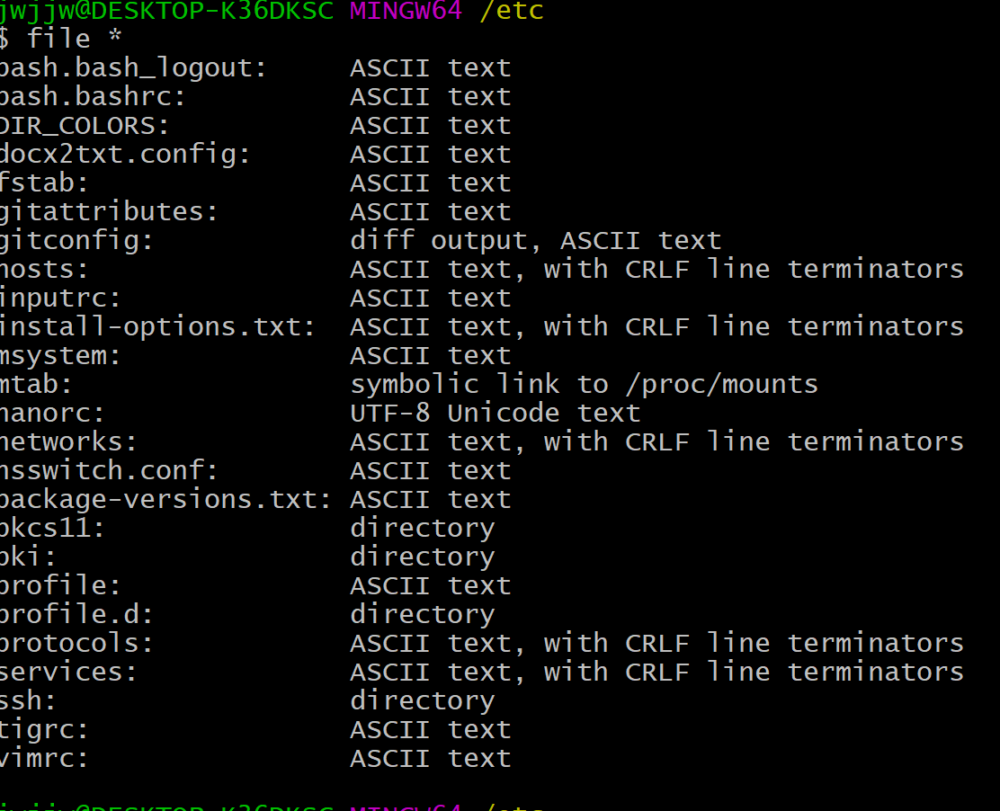 jwjjw@DESKTOP-K36DKSC MINGW64 /etc
$ file *
bash.bash_logout: ASCII text
bash.bashrc: ASCII text
DIR_COLORS: ASCII text
docx2txt.config: ASCII text
fstab: ASCII text
gitattributes: ASCII text
gitconfig: diff output, ASCII text
hosts: ASCII text, with CRLF line terminators
inputrc: ASCII text
install-options.txt: ASCII text, with CRLF line terminators
msystem: ASCII text
mtab: symbolic link to /proc/mounts
nanorc: UTF-8 Unicode text
networks: ASCII text, with CRLF line terminators
nsswitch.conf: ASCII text
package-versions.txt: ASCII text
pkcs11: directory
pki: directory
profile: ASCII text
profile.d: directory
protocols: ASCII text, with CRLF line terminators
services: ASCII text, with CRLF line terminators
ssh: directory
tigrc: ASCII text
vimrc: ASCII text
jwjjw@DESKTOP-K36DKSC MINGW64 /etc